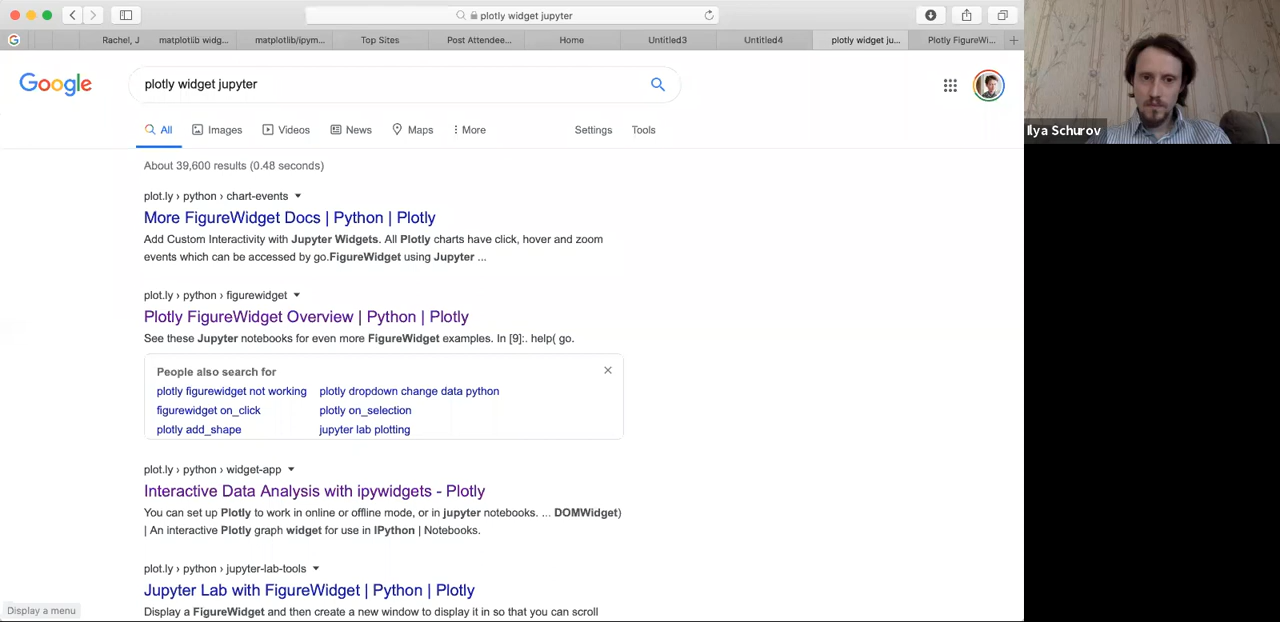 plotly widget jupyter
Rachel, J
matplotlib widg...
matplotlib/ipym...
Top Sites
Post Attendee...
Home
Untitled3
Untitled4
plotly widget ju...
Plotly FigureWi...
Google
plotly widget jupyter
Ilya Schurov
All
Images
Videos
News
Maps
More
Settings
Tools
About 39,600 results (0.48 seconds)
plot.ly › python › chart-events
More FigureWidget Docs | Python | Plotly
Add Custom Interactivity with Jupyter Widgets. All Plotly charts have click, hover and zoom
events which can be accessed by go.FigureWidget using Jupyter ...
plot.ly › python › figurewidget
Plotly FigureWidget Overview | Python | Plotly
See these Jupyter notebooks for even more FigureWidget examples. In [9]:. help( go.
People also search for
plotly figurewidget not working
plotly dropdown change data python
figurewidget on_click
plotly on_selection
plotly add_shape
jupyter lab plotting
plot.ly › python › widget-app
Interactive Data Analysis with ipywidgets - Plotly
You can set up Plotly to work in online or offline mode, or in jupyter notebooks. ... DOMWidget)
| An interactive Plotly graph widget for use in IPython | Notebooks.
plot.ly › python › jupyter-lab-tools
Jupyter Lab with FigureWidget | Python | Plotly
Display a FigureWidget and then create a new window to display it in so that you can scroll
Display a menu